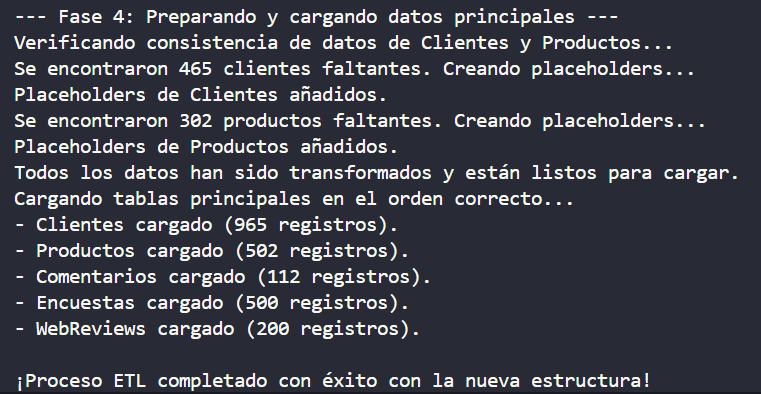 --- Fase 4: Preparando y cargando datos principales ---
Verificando consistencia de datos de Clientes y Productos...
Se encontraron 465 clientes faltantes. Creando placeholders...
Placeholders de Clientes añadidos.
Se encontraron 302 productos faltantes. Creando placeholders...
Placeholders de Productos añadidos.
Todos los datos han sido transformados y están listos para cargar.
Cargando tablas principales en el orden correcto...
- Clientes cargado (965 registros).
- Productos cargado (502 registros).
- Comentarios cargado (112 registros).
- Encuestas cargado (500 registros).
- WebReviews cargado (200 registros).
¡Proceso ETL completado con éxito con la nueva estructura!